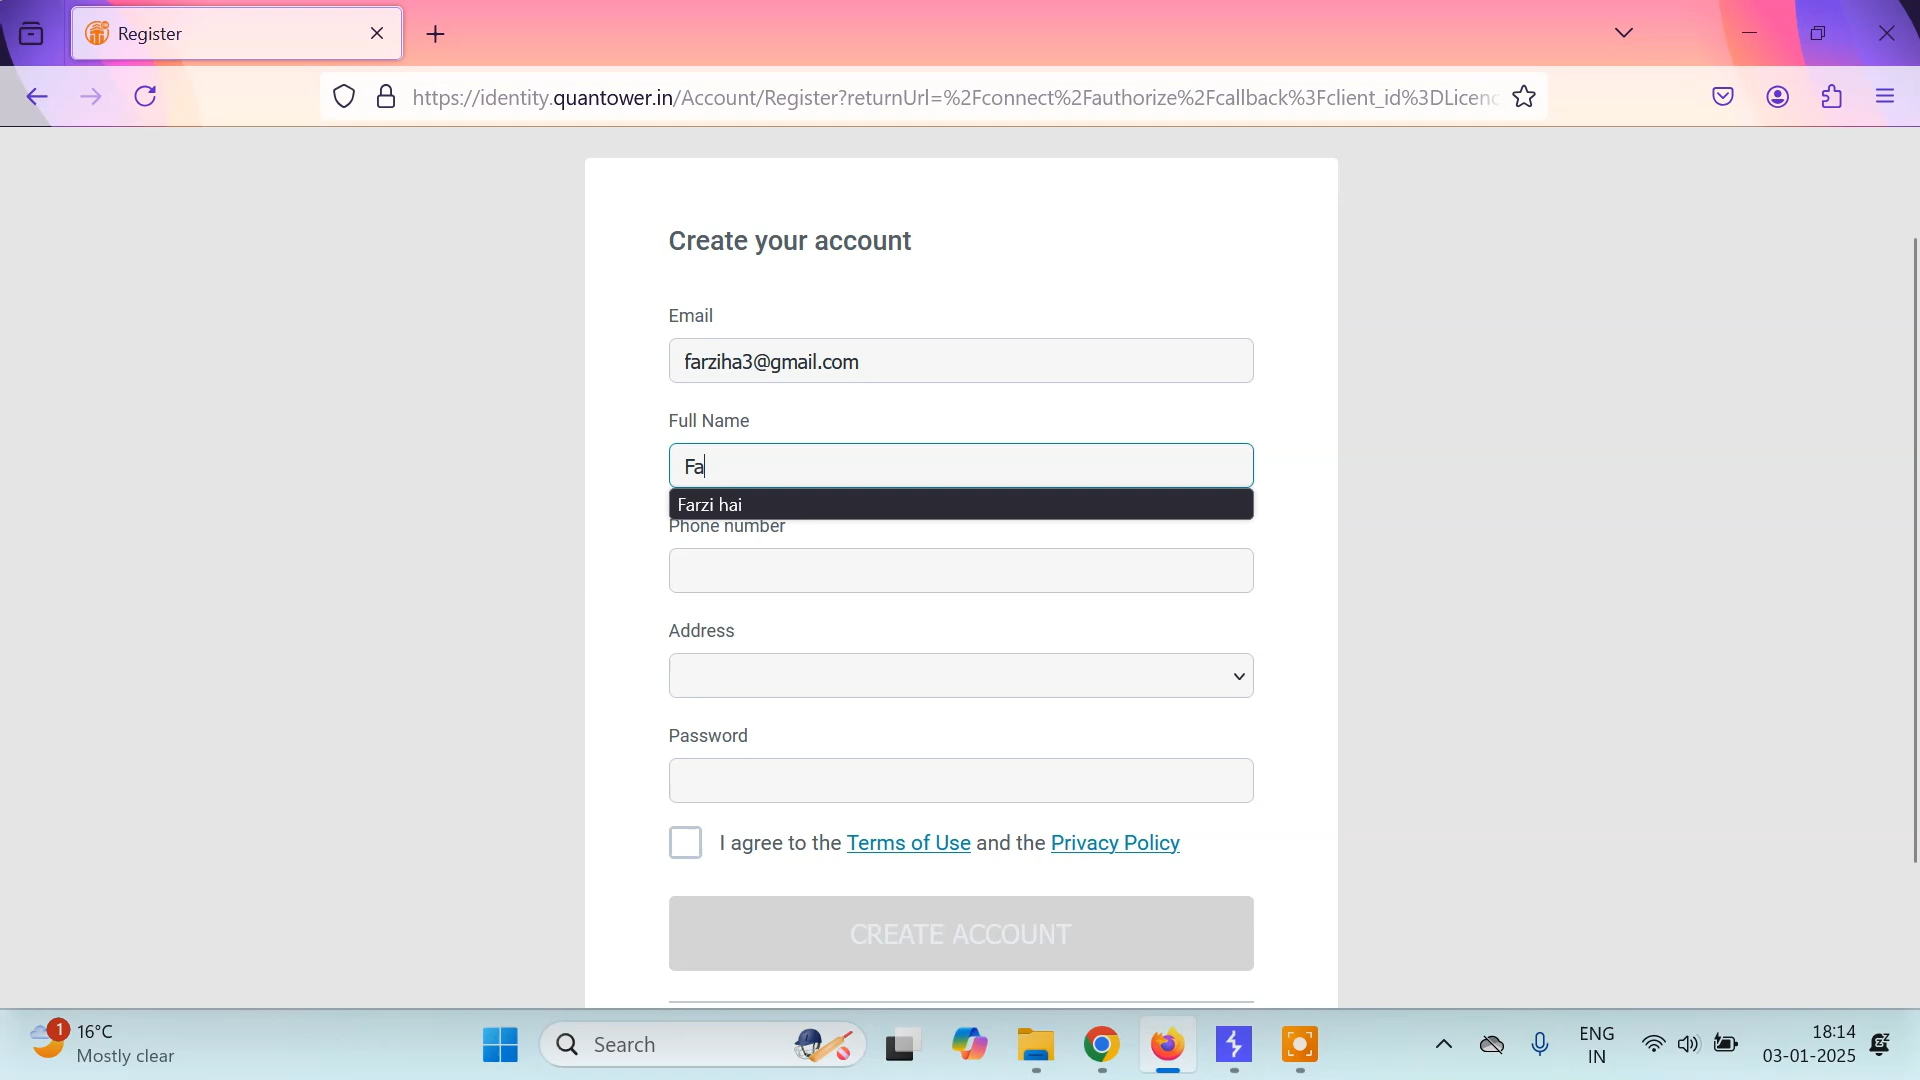 Register
https://identity.quantower.in/Account/Register?returnUrl=%2Fconnect%2Fauthorize%2Fcallback%3Fclient_id%3DLicenc
Create your account
Email
farziha3@gmail.com
Full Name
Fa
Farzi hai
Phone number
Address
Password
I agree to the Terms of Use and the Privacy Policy
CREATE ACCOUNT
1
16°C
Mostly clear
Search
ENG
IN
18:14
03-01-2025